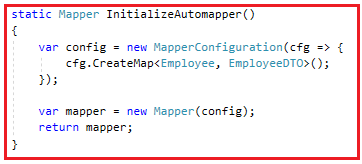 static Mapper InitializeAutomapper()
{
    var config = new MapperConfiguration(cfg => {
        cfg.CreateMap<Employee, EmployeeDTO>();
    });

    var mapper = new Mapper(config);
    return mapper;
}